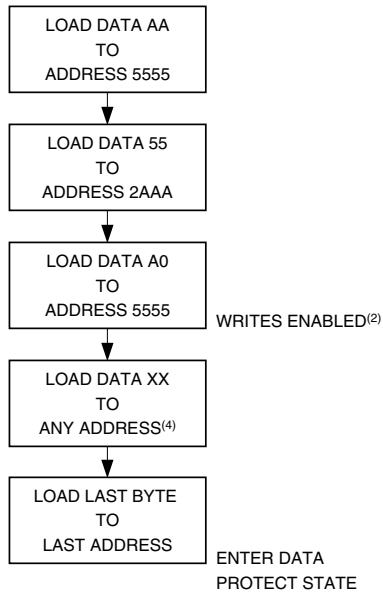 LOAD DATA AA
TO
ADDRESS 5555
LOAD DATA 55
TO
ADDRESS 2AAA
LOAD DATA A0
TO
ADDRESS 5555
WRITES ENABLED(2)
LOAD DATA XX
TO
ANY ADDRESS(4)
LOAD LAST BYTE
TO
LAST ADDRESS
ENTER DATA
PROTECT STATE